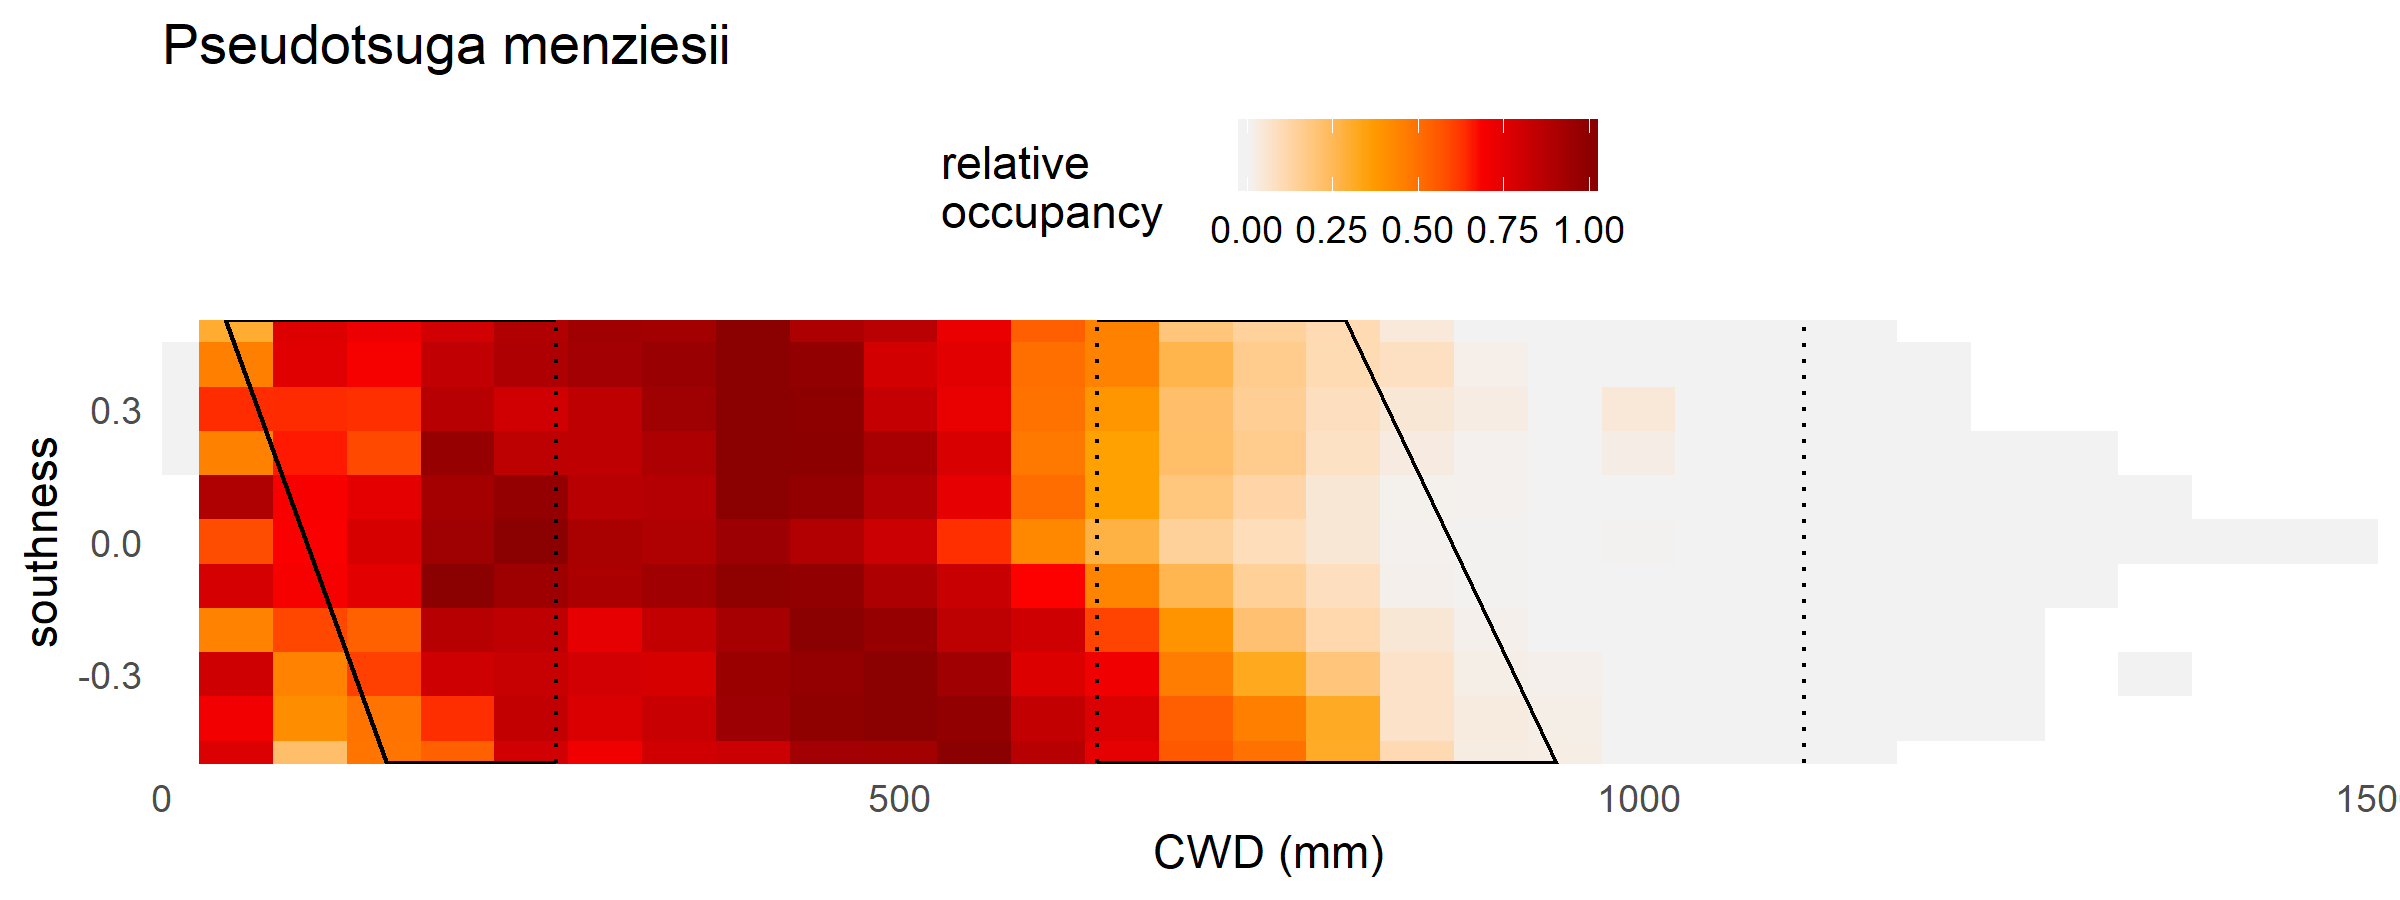 Pseudotsuga menziesii
relative
occupancy
0.00 0.25 0.50 0.75 1.00
0.3
0.0
-0.3
southness
0 500 1000 150
CWD (mm)